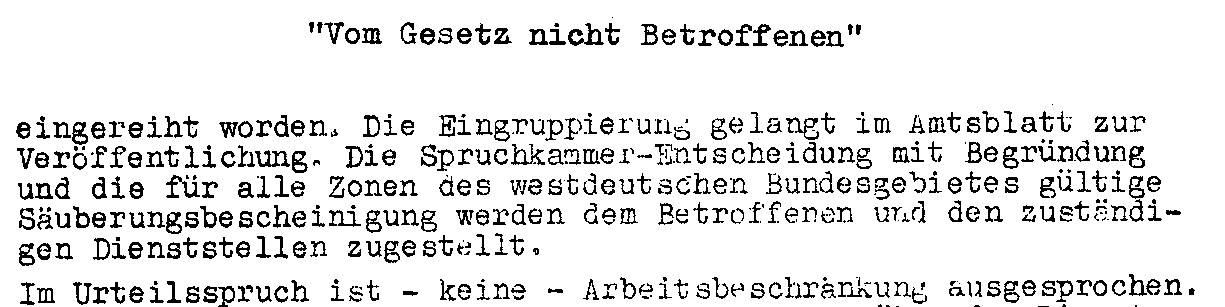 "Vom Gesetz nicht Betroffenen"
eingereiht worden. Die Eingruppierung gelangt im Amtsblatt zur
Veröffentlichung. Die Spruchkammer-Entscheidung mit Begründung
und die für alle Zonen des westdeutschen Bundesgebietes gültige
Säuberungsbescheinigung werden dem Betroffenen und den zuständi-
gen Dienststellen zugestellt.
Im Urteilsspruch ist - keine - Arbeitsbeschränkung ausgesprochen.